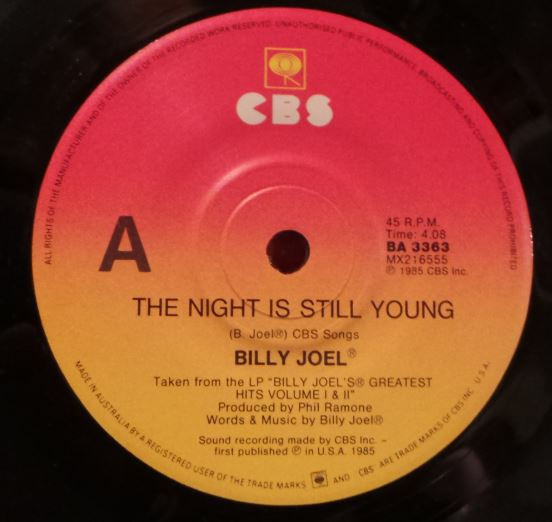 ALL RIGHTS OF THE MANUFACTURER AND OF THE OWNER OF THE RECORDED WORK RESERVED. UNAUTHORISED PUBLIC PERFORMANCE, BROADCASTING AND COPYING OF THIS RECORD PROHIBITED
CBS
A
45 R.P.M.
Time: 4.08
BA 3363
MX216555
℗ 1985 CBS Inc.
THE NIGHT IS STILL YOUNG
(B. Joel®) CBS Songs
BILLY JOEL®
Taken from the LP "BILLY JOEL'S® GREATEST
HITS VOLUME I & II"
Produced by Phil Ramone
Words & Music by Billy Joel®
Sound recording made by CBS Inc. –
first published ℗ in U.S.A. 1985
MADE IN AUSTRALIA BY A REGISTERED USER OF THE TRADE MARKS AND CBS' ARE TRADE MARKS OF CBS INC. U.S.A.